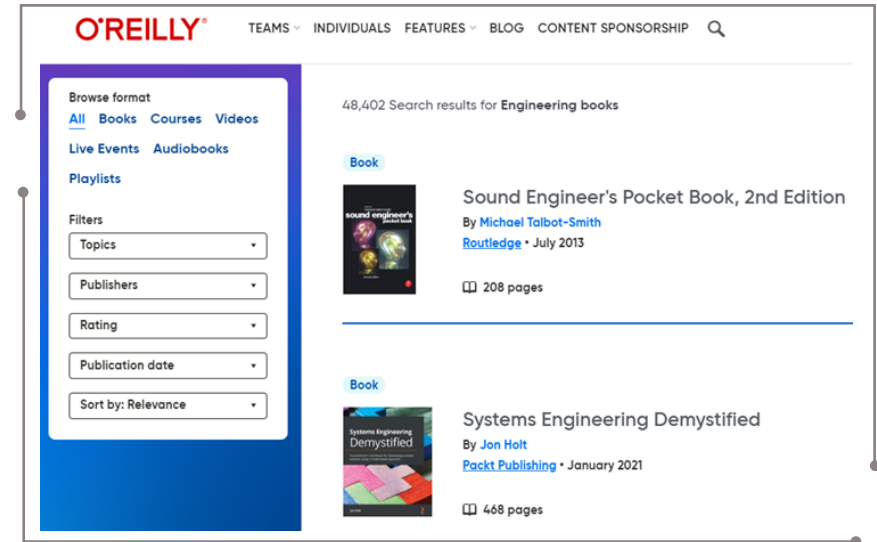 O'REILLY®
TEAMS INDIVIDUALS FEATURES BLOG CONTENT SPONSORSHIP
Browse format
All Books Courses Videos
Live Events Audiobooks
Playlists
Filters
Topics
Publishers
Rating
Publication date
Sort by: Relevance
48,402 Search results for Engineering books
Book
sound engineer's
pocket book
Sound Engineer's Pocket Book, 2nd Edition
By Michael Talbot-Smith
Routledge • July 2013
208 pages
Book
Systems Engineering
Demystified
Systems Engineering Demystified
By Jon Holt
Packt Publishing • January 2021
468 pages